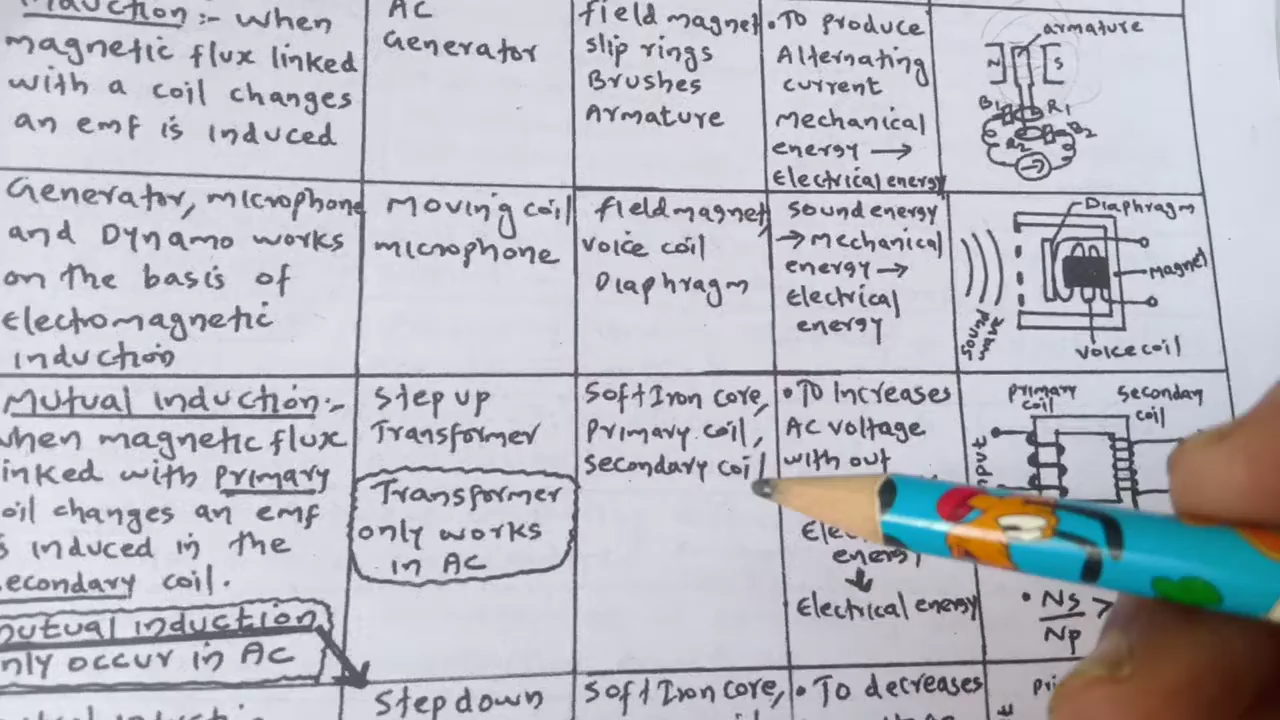 Induction :- when
magnetic flux linked
with a coil changes
an emf is induced
AC
Generator
field magnet
slip rings
Brushes
Armature
• To produce
Alternating
current
mechanical
energy →
Electrical energy
armature
N
S
B1
R1
R2
B2
Generator, microphone
and Dynamo works
on the basis of
Electromagnetic
induction
Moving coil
microphone
field magnet,
voice coil
Diaphragm
sound energy
→ mechanical
energy →
Electrical
energy
Diaphragm
Magnet
sound
wave
voice coil
Mutual induction:-
when magnetic flux
linked with primary
coil changes an emf
is induced in the
secondary coil.
mutual induction
only occur in AC
Step up
Transformer
Transformer
only works
in AC
Soft Iron core,
Primary coil,
Secondary coil
• To Increases
AC voltage
with out
energy
↓
Electrical energy
primary
coil
seconday
coil
• Ns >
Np
Step down
Soft Iron core,
• To decreases